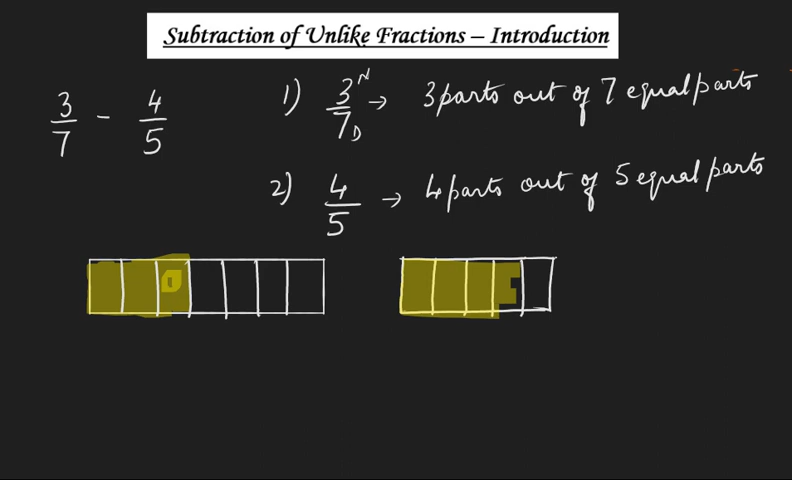 Subtraction of Unlike Fractions – Introduction
3/7 - 4/5
1) 3/7 N D → 3 parts out of 7 equal parts
2) 4/5 → 4 parts out of 5 equal parts